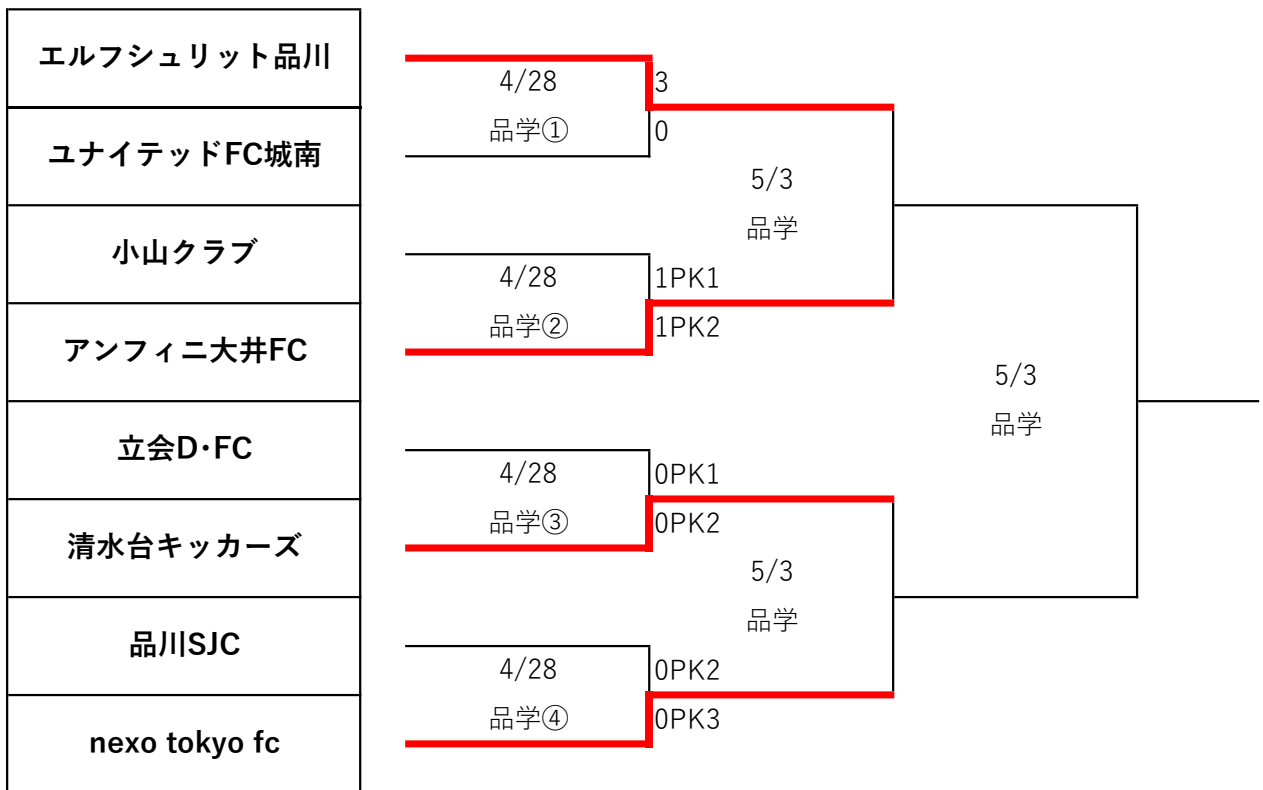 エルフシュリット品川
ユナイテッドFC城南
小山クラブ
アンフィニ大井FC
立会D･FC
清水台キッカーズ
品川SJC
nexo tokyo fc
4/28
品学①
3
0
4/28
品学②
1PK1
1PK2
4/28
品学③
0PK1
0PK2
4/28
品学④
0PK2
0PK3
5/3
品学
5/3
品学
5/3
品学